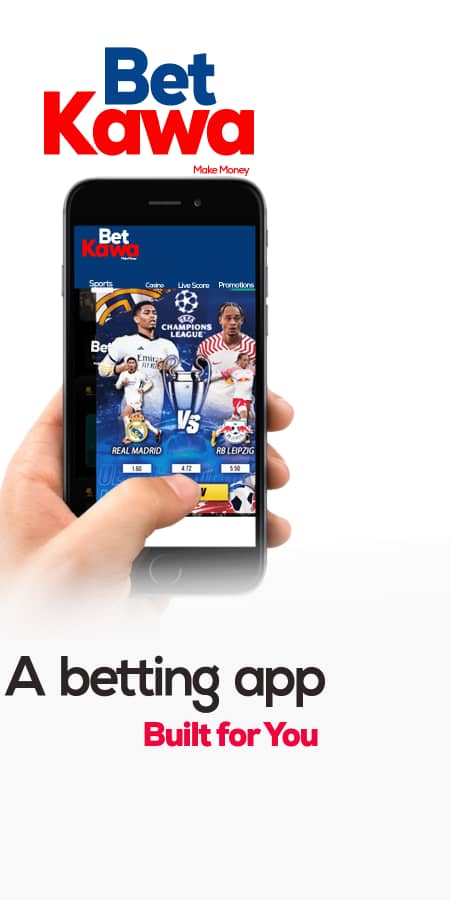 Bet
Kawa
Make Money
Bet
Kawa
Sports Casino Live Score Promotions
UEFA
CHAMPIONS
LEAGUE
Bet
Vs
REAL MADRID RB LEIPZIG
1.60 4.72 5.50
A betting app
Built for You